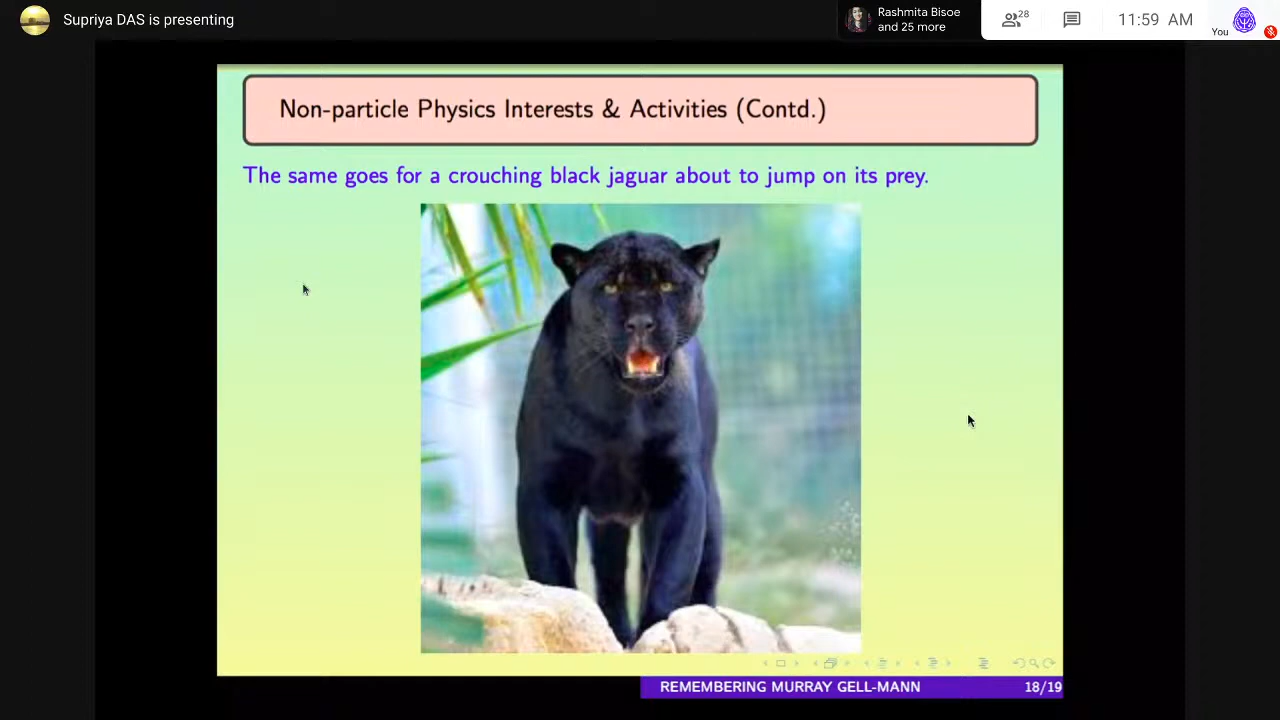 Supriya DAS is presenting
Rashmita Bisoe
and 25 more
28
11:59 AM
You
Non-particle Physics Interests & Activities (Contd.)
The same goes for a crouching black jaguar about to jump on its prey.
REMEMBERING MURRAY GELL-MANN
18/19